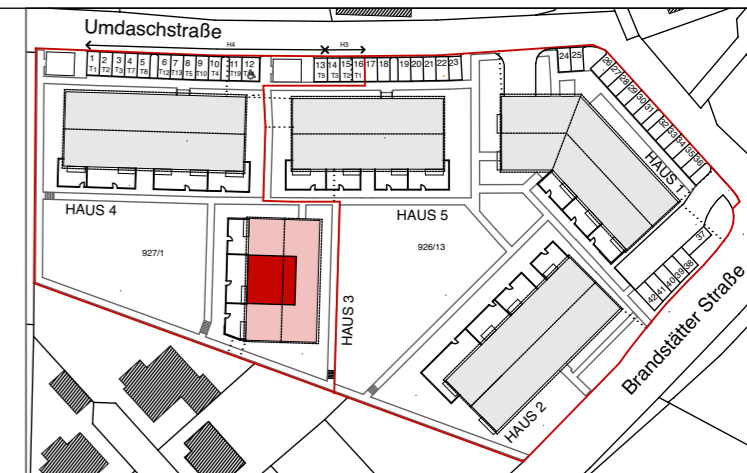 Umdaschstraße
H4 H3
1 2 3 4 5 6 7 8 9 10 11 12 13 14 15 16 17 18 19 20 21 22 23 24 25
T1 T2 T3 T7 T8 T12 T13 T5 T10 T4 T19 T9 T3 T2 T1
26 27 28 29 30 31 32 33 34 35 36
HAUS 1
HAUS 4
HAUS 5
927/1
926/13
37
42 41 40 39 38
HAUS 3
Brandstätter Straße
HAUS 2